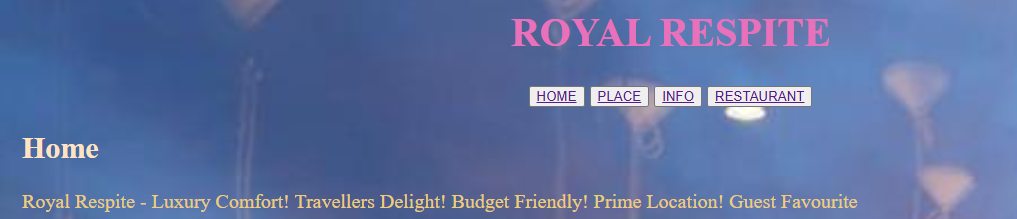 ROYAL RESPITE
HOME PLACE INFO RESTAURANT
Home
Royal Respite - Luxury Comfort! Travellers Delight! Budget Friendly! Prime Location! Guest Favourite